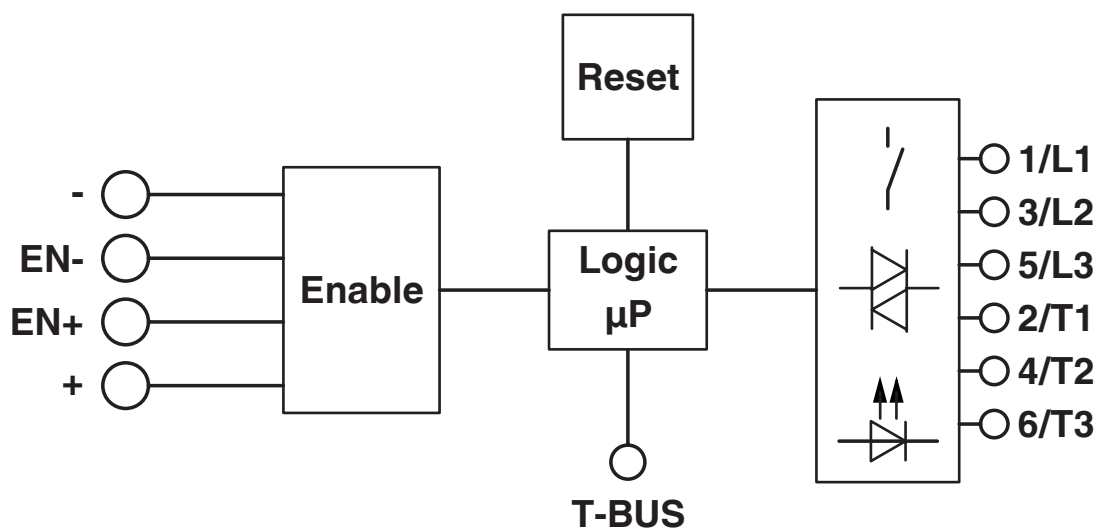 Reset
-
EN-
EN+
+
Enable
Logic
µP
T-BUS
1/L1
3/L2
5/L3
2/T1
4/T2
6/T3